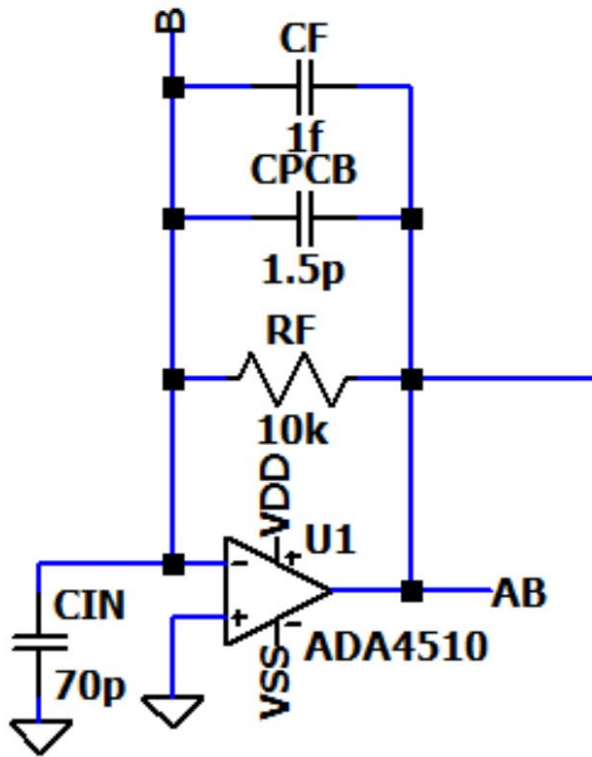 B
CF
1f
CPCB
1.5p
RF
10k
VDD
U1
- +
+ -
AB
CIN
ADA4510
70p
VSS